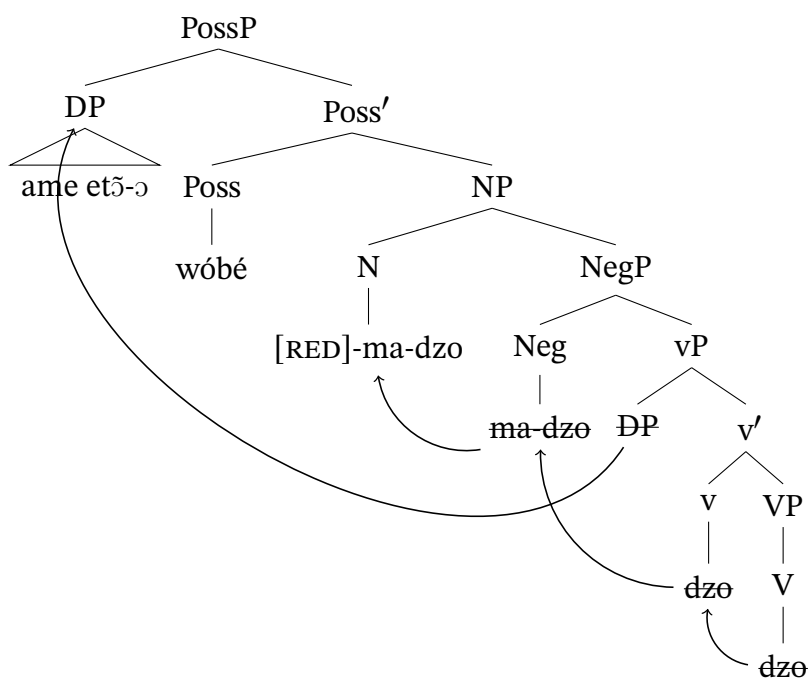 PossP
DP Poss′
ame etɔ̃-ɔ Poss NP
wóbé N NegP
[RED]-ma-dzo Neg vP
ma-dzo DP v′
v VP
dzo V
dzo